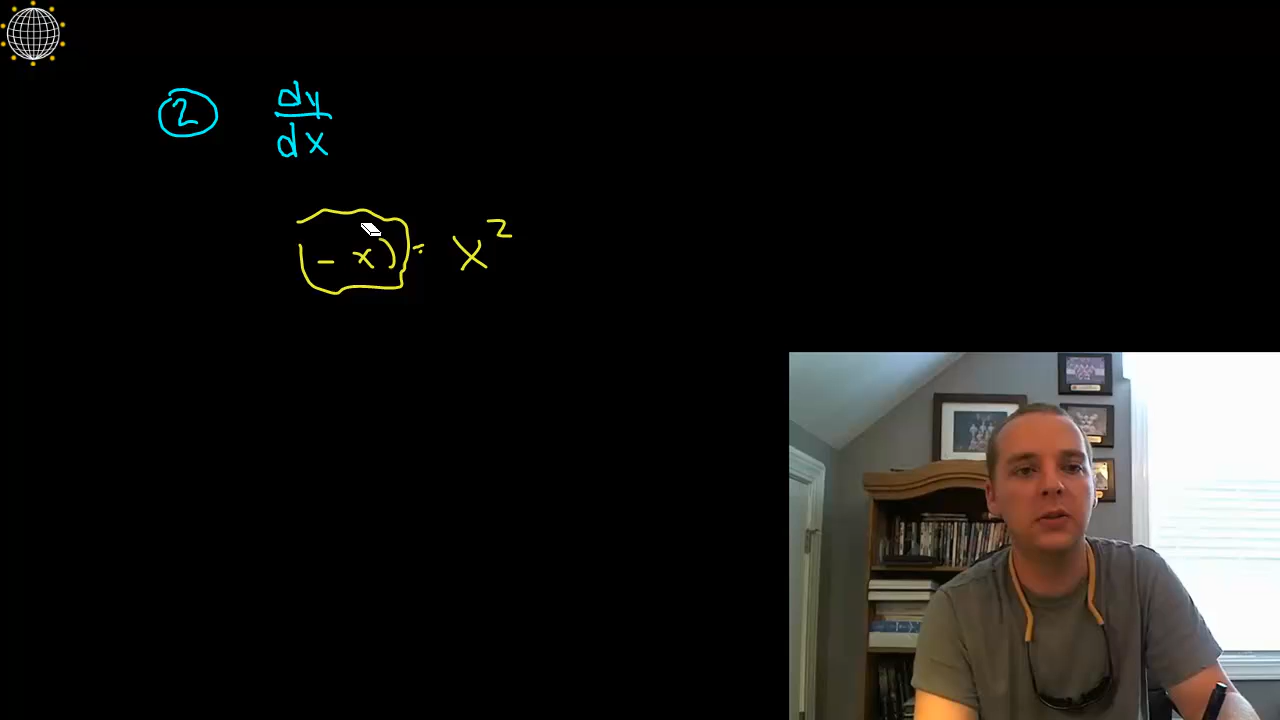 ② dy/dx
- x) = x²